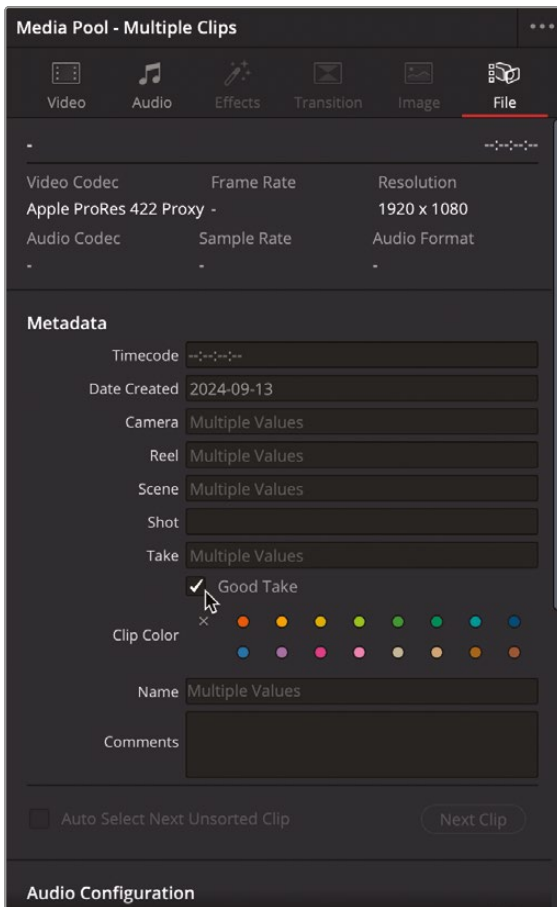 Media Pool - Multiple Clips
Video Audio Effects Transition Image File
- --:--:--:--
Video Codec Frame Rate Resolution
Apple ProRes 422 Proxy - 1920 x 1080
Audio Codec Sample Rate Audio Format
- - -
Metadata
Timecode --:--:--:--
Date Created 2024-09-13
Camera Multiple Values
Reel Multiple Values
Scene Multiple Values
Shot
Take Multiple Values
Good Take
Clip Color
Name Multiple Values
Comments
Auto Select Next Unsorted Clip Next Clip
Audio Configuration